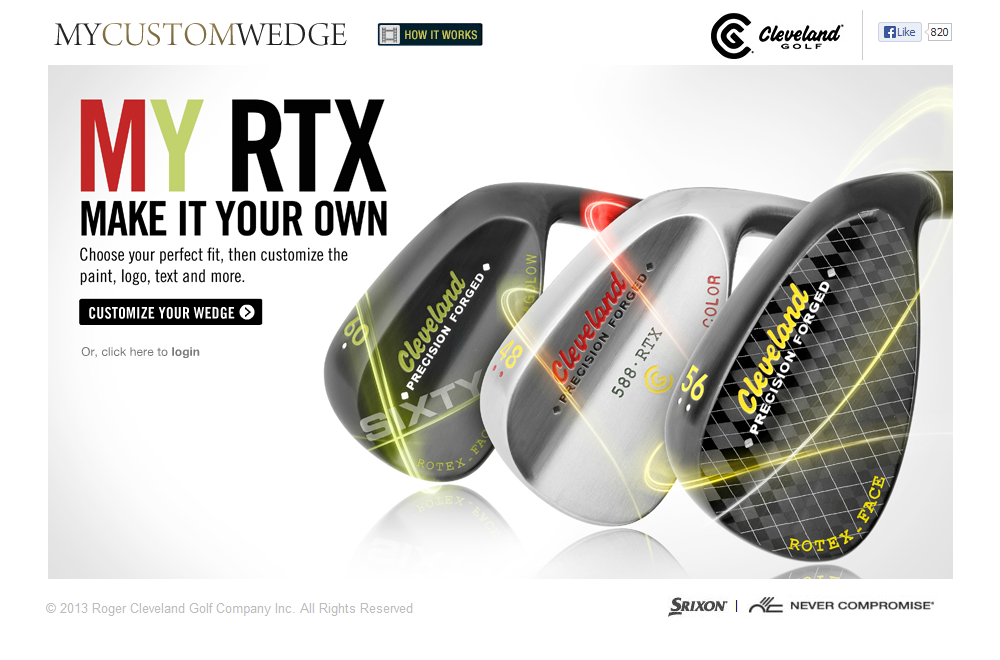 MYCUSTOMWEDGE
HOW IT WORKS
Cleveland
GOLF
Like
820
MY RTX
MAKE IT YOUR OWN
Choose your perfect fit, then customize the
paint, logo, text and more.
CUSTOMIZE YOUR WEDGE
Or, click here to login
60
Cleveland
PRECISION FORGED
SIXTY
ROTEX-FACE
48
Cleveland
PRECISION FORGED
588·RTX
COLOR
56
Cleveland
PRECISION FORGED
ROTEX-FACE
© 2013 Roger Cleveland Golf Company Inc. All Rights Reserved
SRIXON
NEVER COMPROMISE